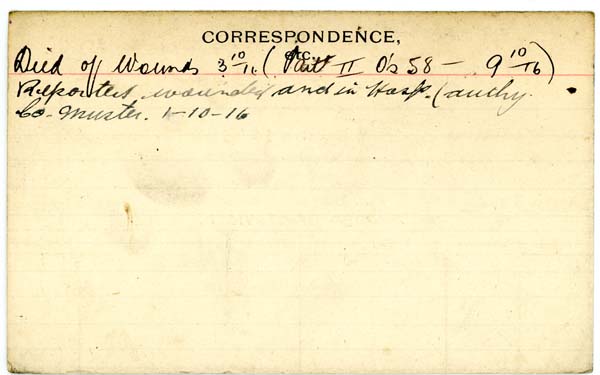 CORRESPONDENCE,
etc.
Died of Wounds 3 10/16 (Part II O's 58 — 9 10/16)
Reported wounded and in Hosp. (authy.
Co. Muster. 1-10-16